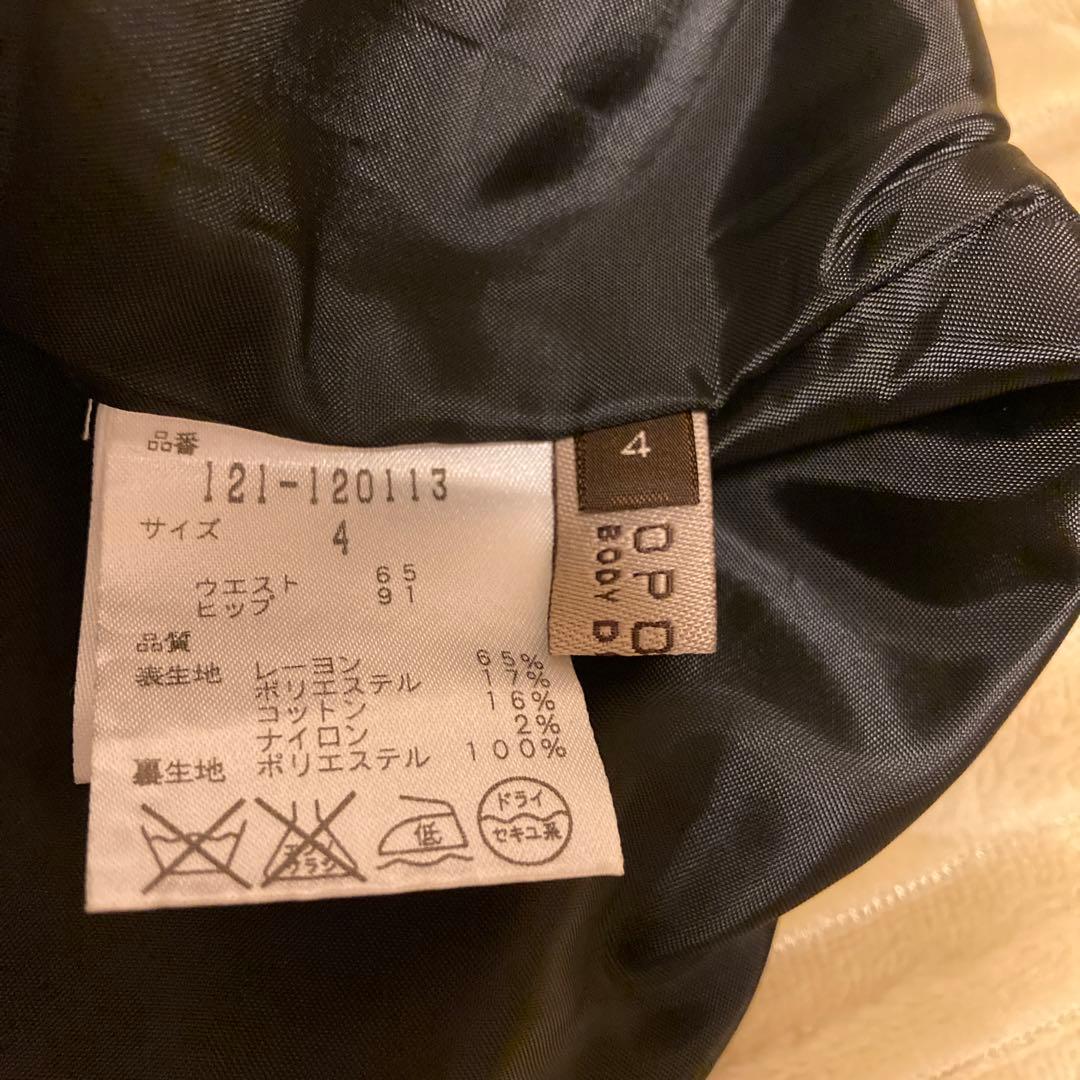 品番
121-120113
サイズ 4
ウエスト 65
ヒップ 91
品質
表生地 レーヨン 65%
ポリエステル 17%
コットン 16%
ナイロン 2%
裏生地 ポリエステル 100%
低
ドライ
セキユ系
4
OPO
BODY D